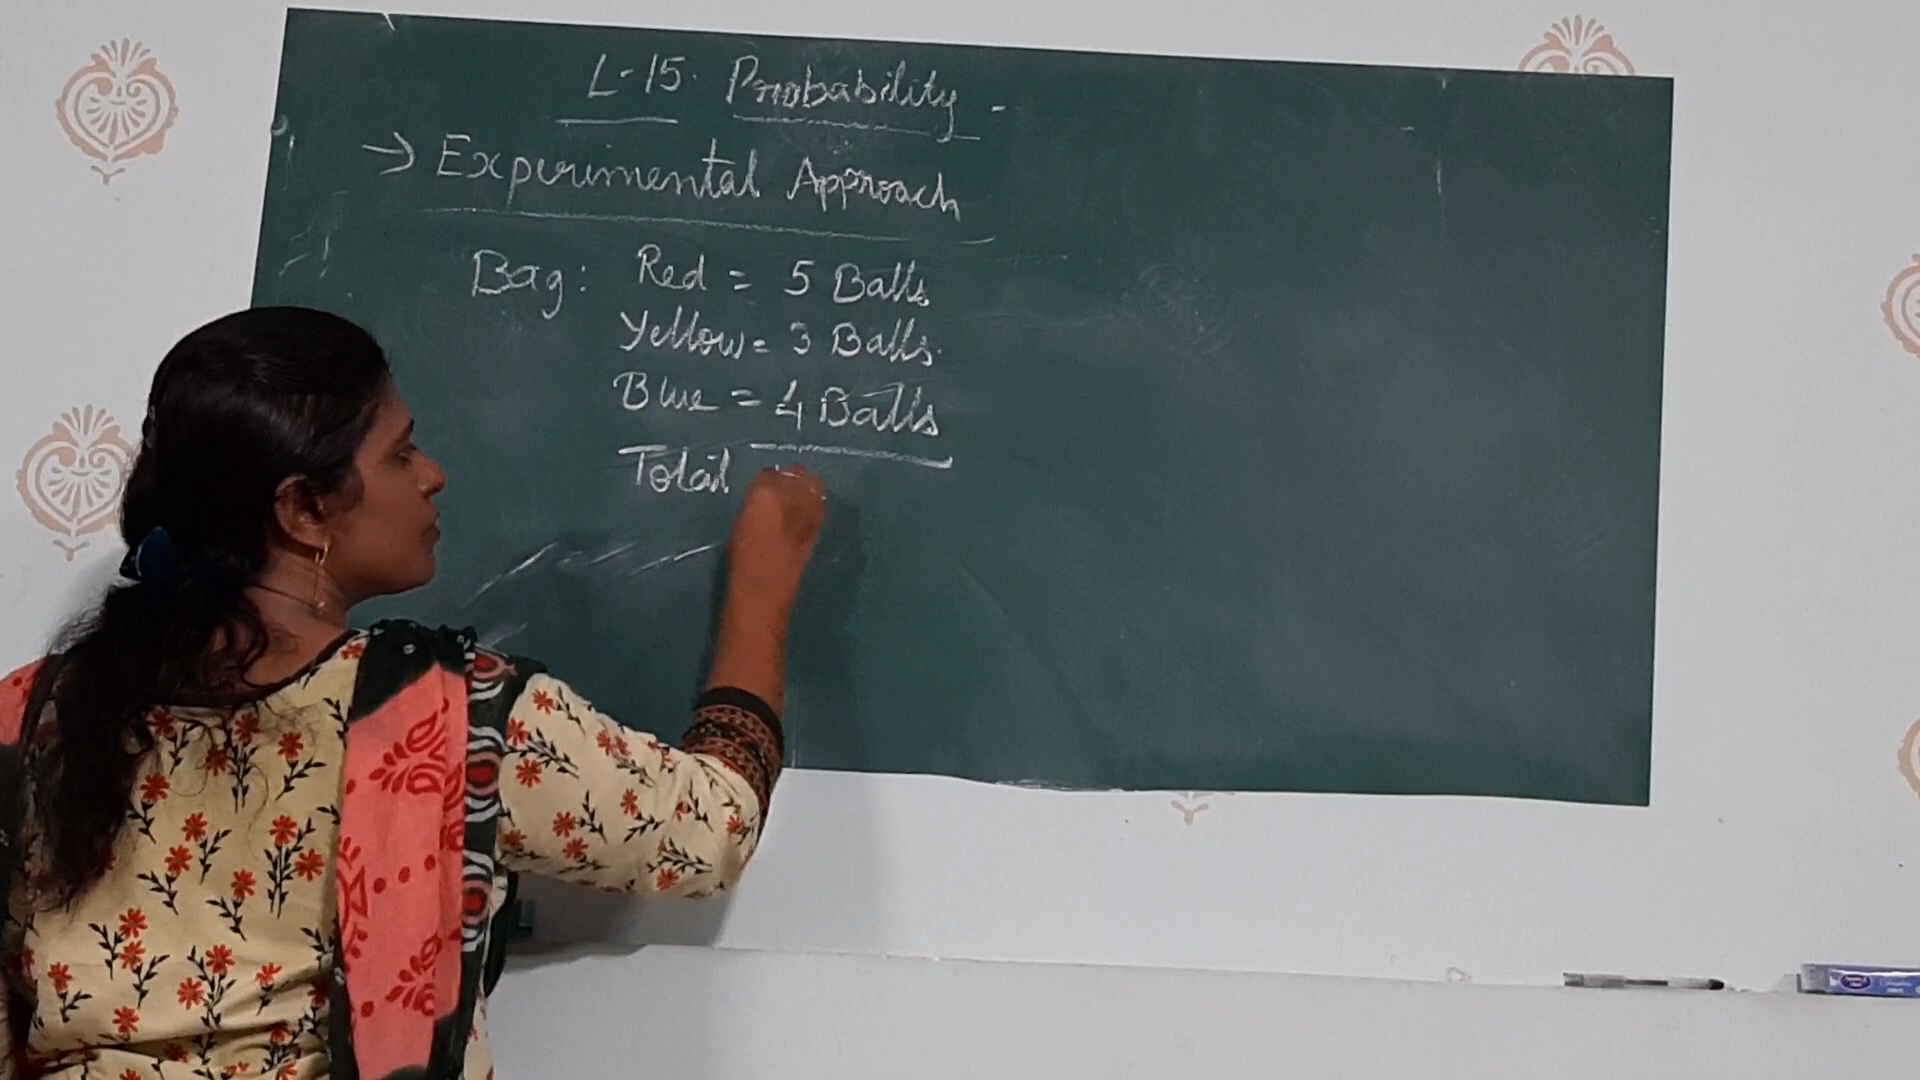 L-15. Probability -
→ Experimental Approach
Bag: Red = 5 Balls
Yellow = 3 Balls.
Blue = 4 Balls
Total